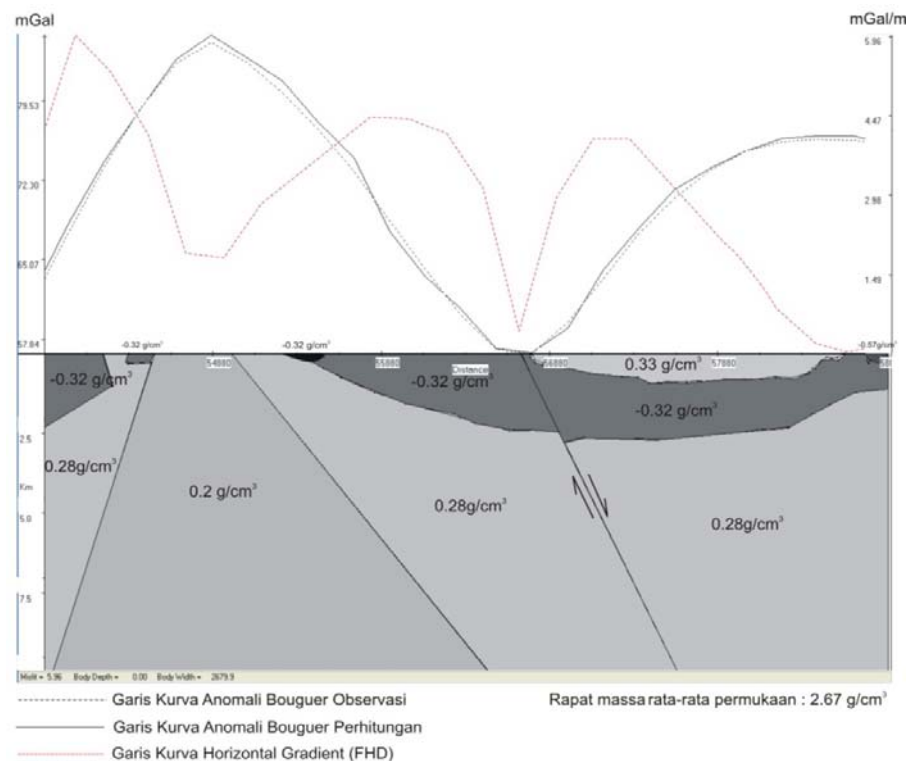 mGal
mGal/m
5.96
79.53
4.47
72.30
2.98
65.07
1.49
57.84
-0.32 g/cm³
-0.32 g/cm³
54880
55880
Distance
56880
57880
-0.32 g/cm³
-0.32 g/cm³
0.33 g/cm³
-0.32 g/cm³
2.5
0.28g/cm³
0.2 g/cm³
0.28g/cm³
0.28g/cm³
Km
5.0
7.5
Misfit = 5.96 Body Depth = 0.00 Body Width = 2679.9
Garis Kurva Anomali Bouguer Observasi
Rapat massa rata-rata permukaan : 2.67 g/cm³
Garis Kurva Anomali Bouguer Perhitungan
Garis Kurva Horizontal Gradient (FHD)